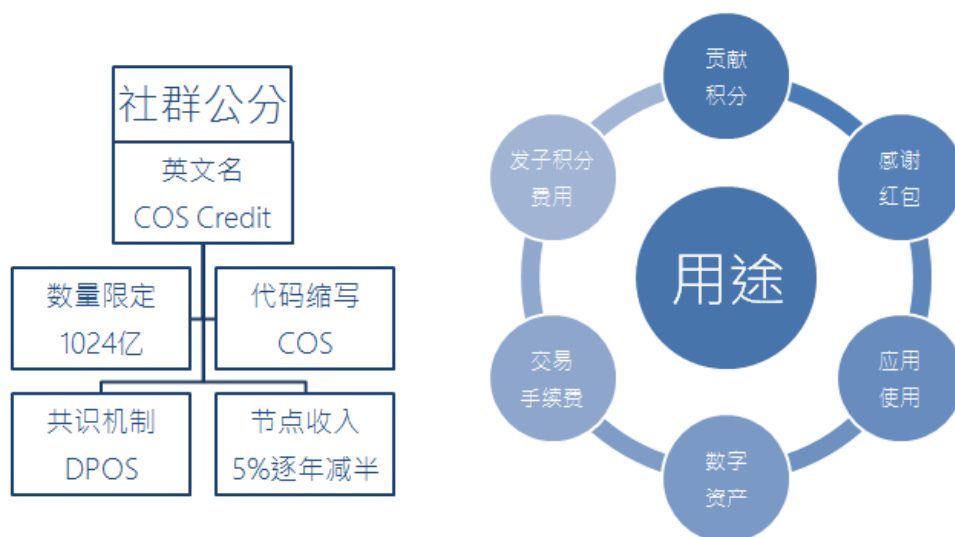 社群公分
英文名
COS Credit
数量限定
1024亿
代码缩写
COS
共识机制
DPOS
节点收入
5%逐年减半
用途
贡献
积分
感谢
红包
应用
使用
数字
资产
交易
手续费
发子积分
费用